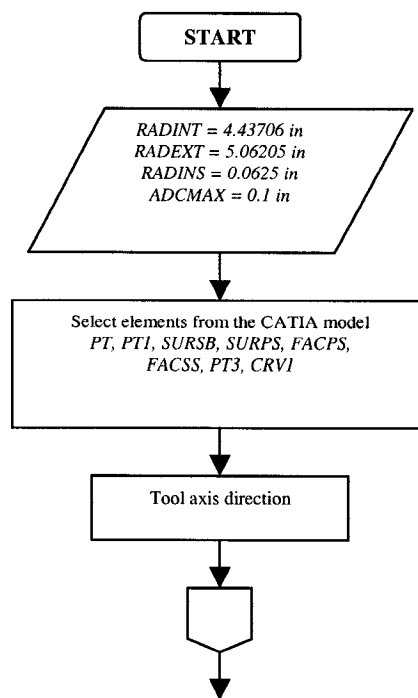 START
RADINT = 4.43706 in
RADEXT = 5.06205 in
RADINS = 0.0625 in
ADCMAX = 0.1 in
Select elements from the CATIA model
PT, PT1, SURSB, SURPS, FACPS,
FACSS, PT3, CRV1
Tool axis direction